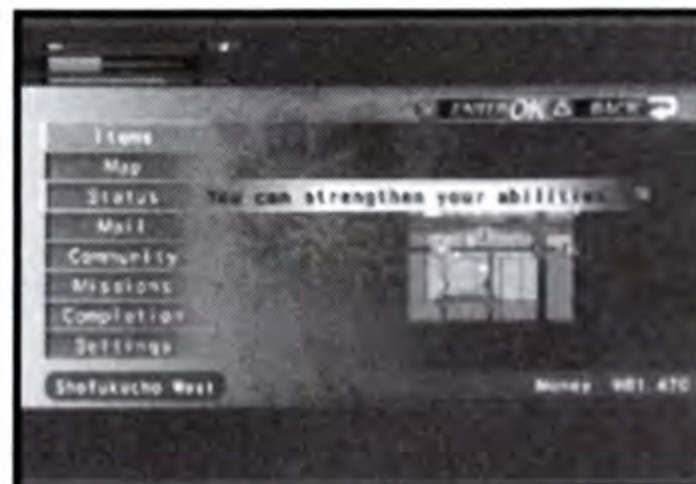 ENTER OK BACK
Items
Map
Status
You can strengthen your abilities
Mail
Community
Missions
Completion
Settings
Shofukucho West
Money